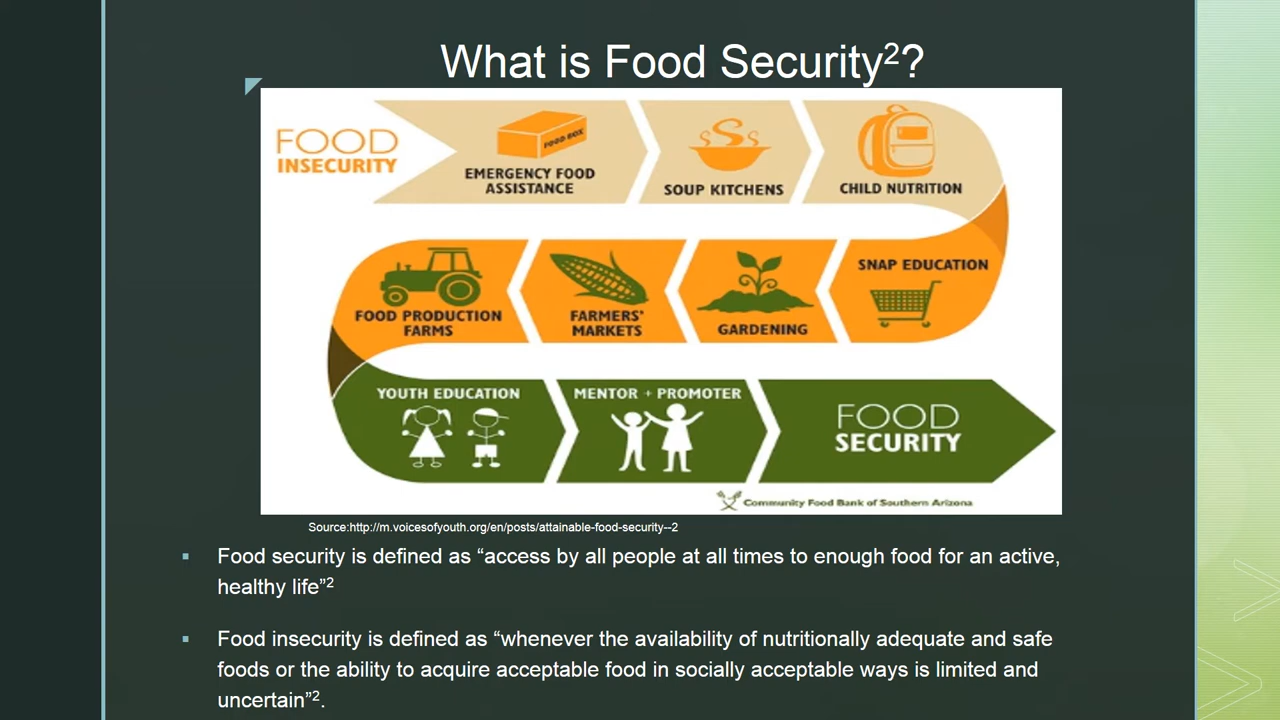 What is Food Security²?
FOOD
INSECURITY
FOOD BOX
EMERGENCY FOOD
ASSISTANCE
SOUP KITCHENS
CHILD NUTRITION
SNAP EDUCATION
GARDENING
FARMERS'
MARKETS
FOOD PRODUCTION
FARMS
YOUTH EDUCATION
MENTOR + PROMOTER
FOOD
SECURITY
Community Food Bank of Southern Arizona
Source:http://m.voicesofyouth.org/en/posts/attainable-food-security--2
▪ Food security is defined as “access by all people at all times to enough food for an active,
healthy life”²
▪ Food insecurity is defined as “whenever the availability of nutritionally adequate and safe
foods or the ability to acquire acceptable food in socially acceptable ways is limited and
uncertain”².